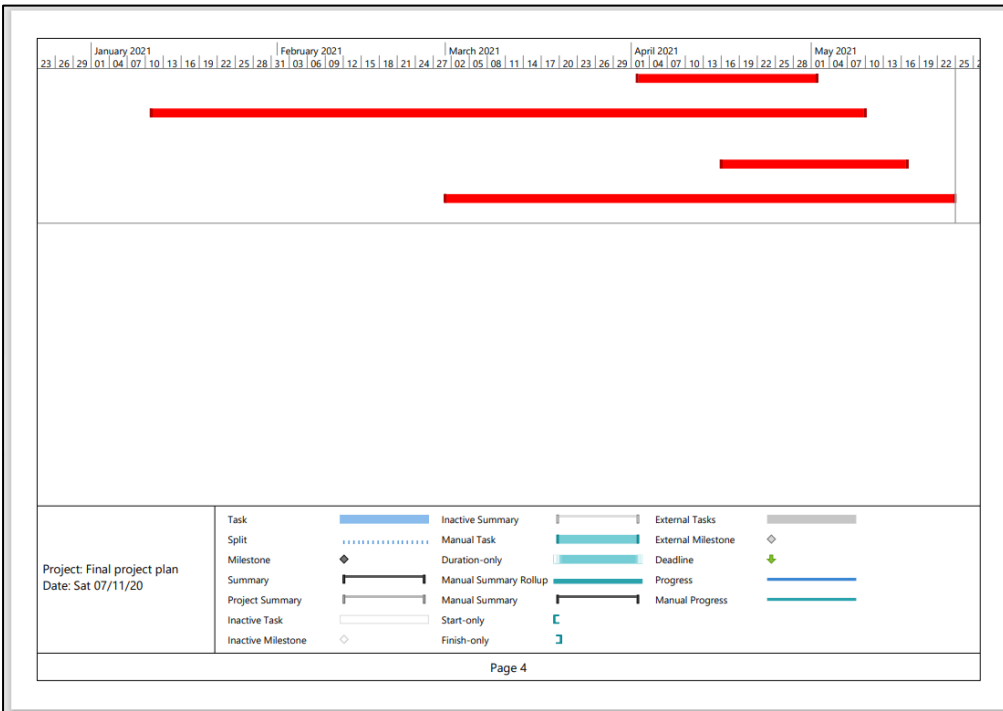 January 2021 February 2021 March 2021 April 2021 May 2021
23 26 29 01 04 07 10 13 16 19 22 25 28 31 03 06 09 12 15 18 21 24 27 02 05 08 11 14 17 20 23 26 29 01 04 07 10 13 16 19 22 25 28 01 04 07 10 13 16 19 22 25
Project: Final project plan
Date: Sat 07/11/20
Task
Split
Milestone
Summary
Project Summary
Inactive Task
Inactive Milestone
Inactive Summary
Manual Task
Duration-only
Manual Summary Rollup
Manual Summary
Start-only
Finish-only
External Tasks
External Milestone
Deadline
Progress
Manual Progress
Page 4